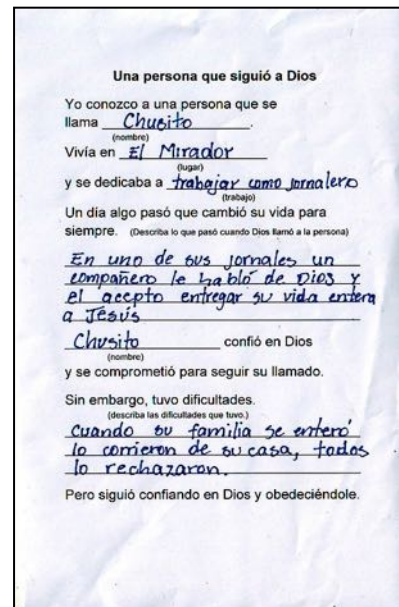 Una persona que siguió a Dios
Yo conozco a una persona que se
llama Chusito.
(nombre)
Vivía en El Mirador
(lugar)
y se dedicaba a trabajar como jornalero
(trabajo)
Un día algo pasó que cambió su vida para
siempre. (Describa lo que pasó cuando Dios llamó a la persona)
En uno de sus jornales un
compañero le habló de Dios y
el acepto entregar su vida entera
a Jesús
Chusito confió en Dios
(nombre)
y se comprometió para seguir su llamado.
Sin embargo, tuvo dificultades.
(describa las dificultades que tuvo.)
Cuando su familia se enteró
lo corrieron de su casa, todos
lo rechazaron.
Pero siguió confiando en Dios y obedeciéndole.